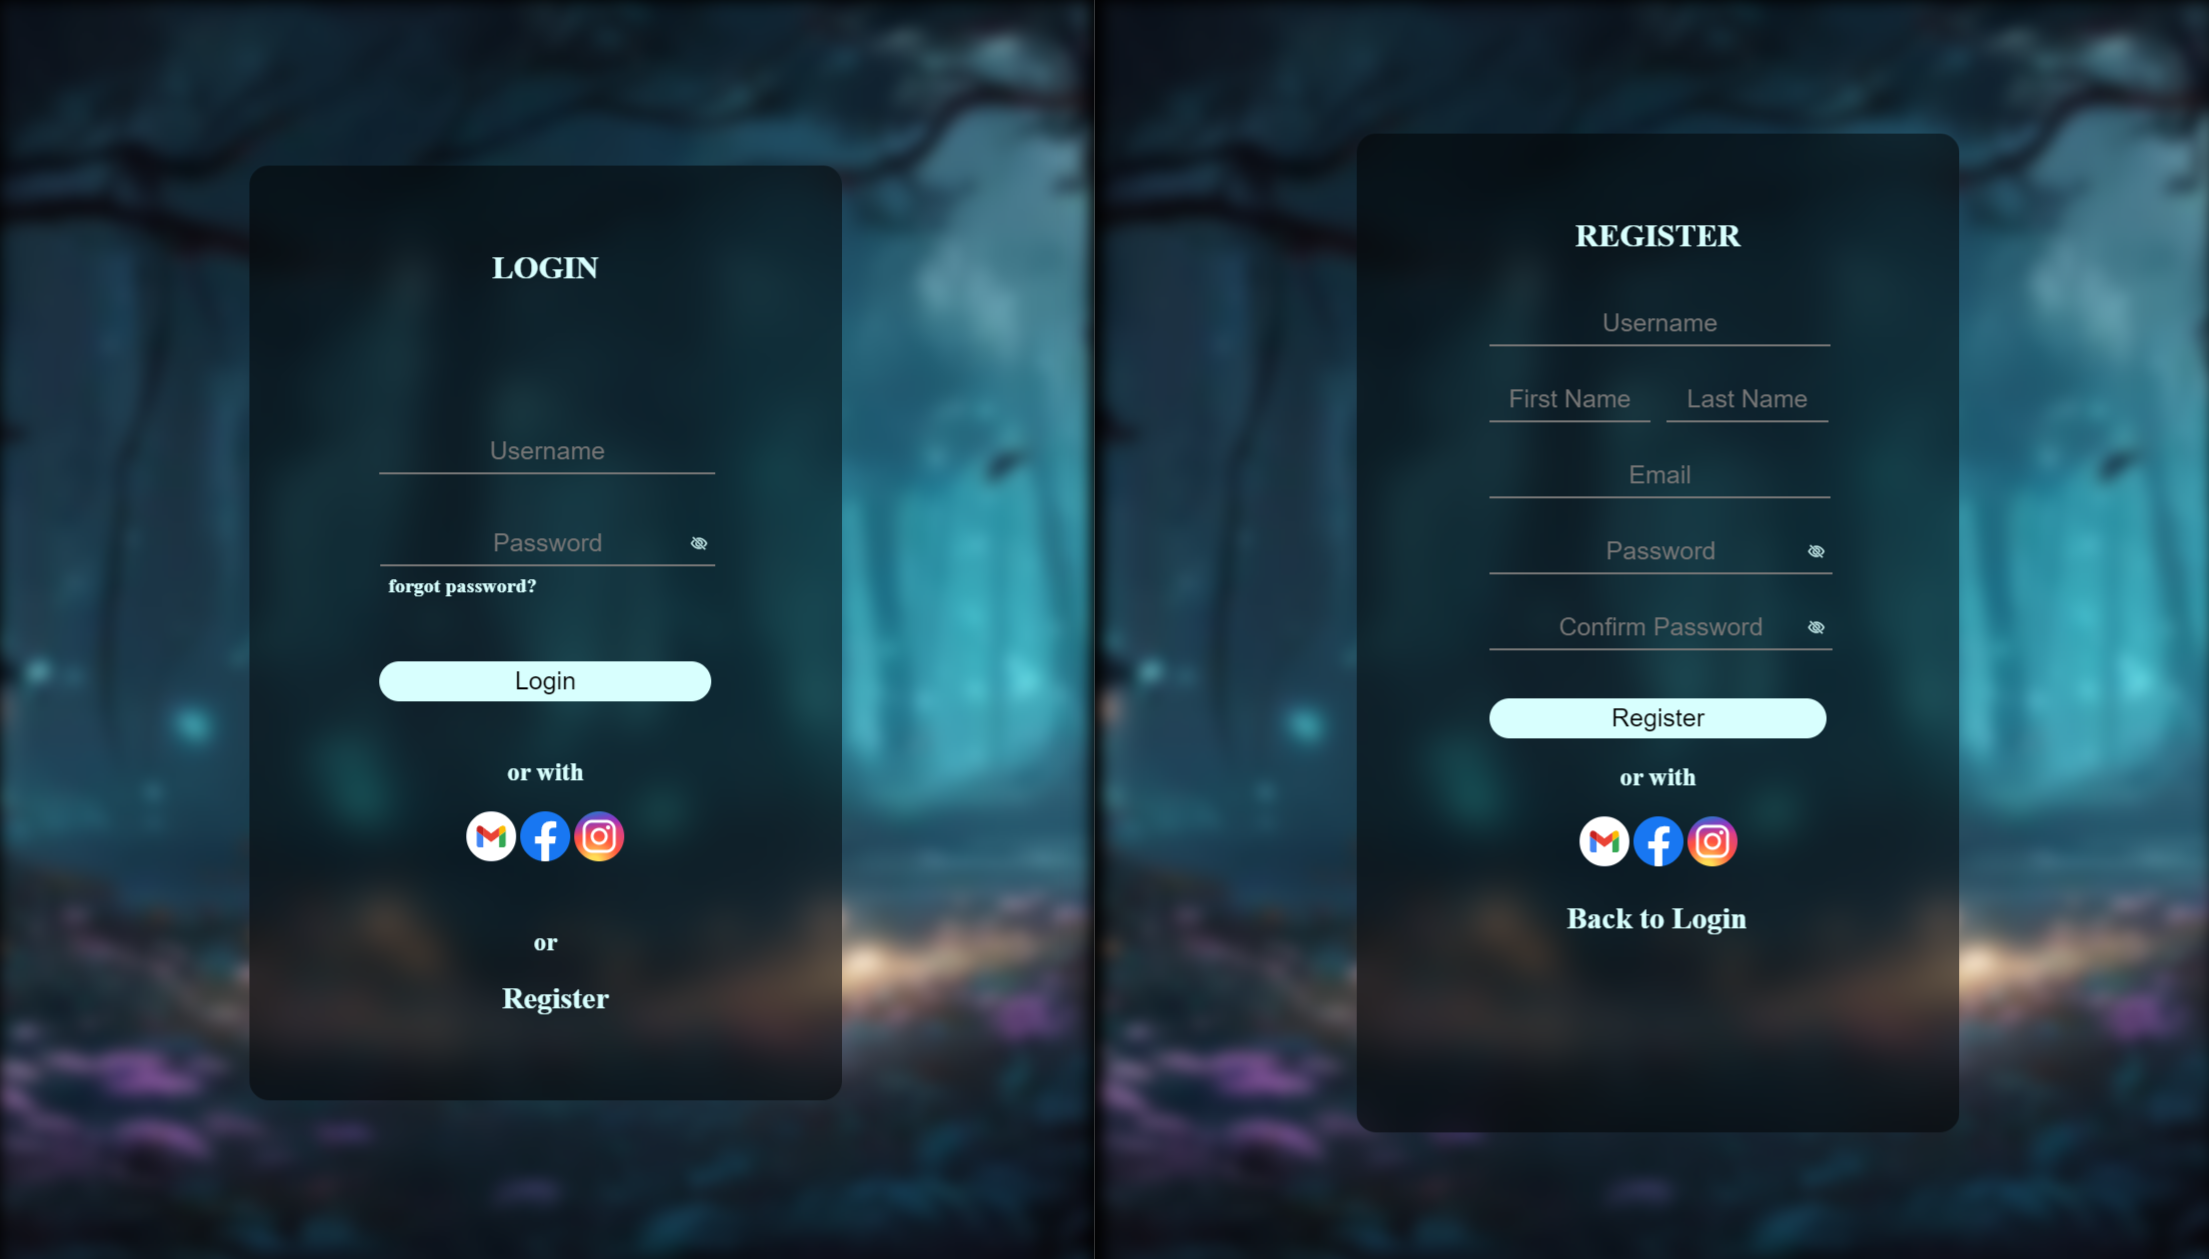 LOGIN
Username
Password
forgot password?
Login
or with
or
Register
REGISTER
Username
First Name Last Name
Email
Password
Confirm Password
Register
or with
Back to Login